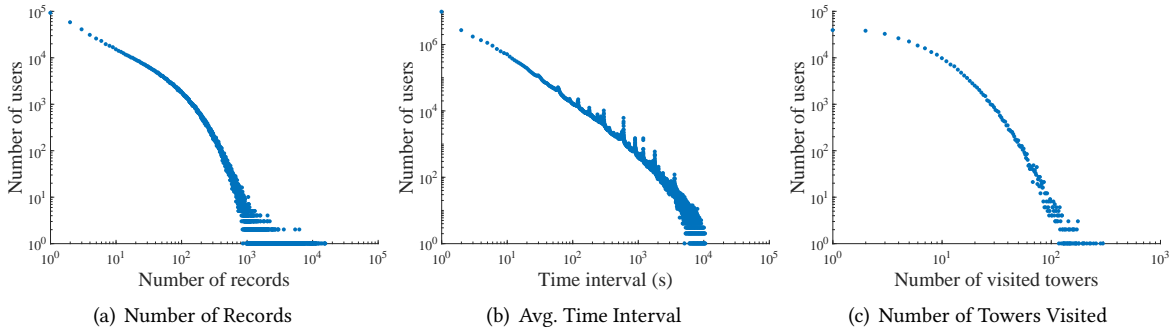 10^5
10^4
10^3
10^2
10^1
10^0
Number of users
10^0 10^1 10^2 10^3 10^4 10^5
Number of records
(a) Number of Records
10^6
10^4
10^2
10^0
Number of users
10^0 10^1 10^2 10^3 10^4 10^5
Time interval (s)
(b) Avg. Time Interval
10^5
10^4
10^3
10^2
10^1
10^0
Number of users
10^0 10^1 10^2 10^3
Number of visited towers
(c) Number of Towers Visited